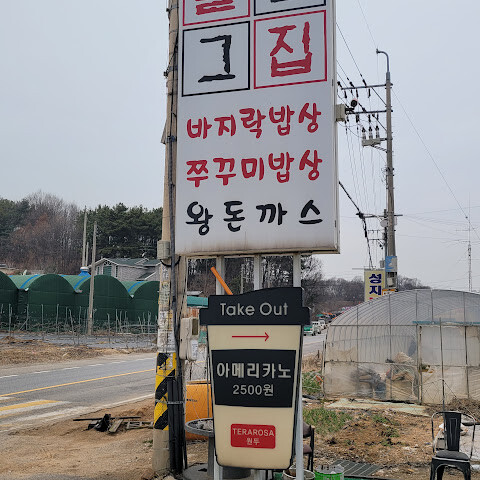 그 집
바지락밥상
쭈꾸미밥상
왕돈까스
Take Out
아메리카노
2500원
TERAROSA
원두